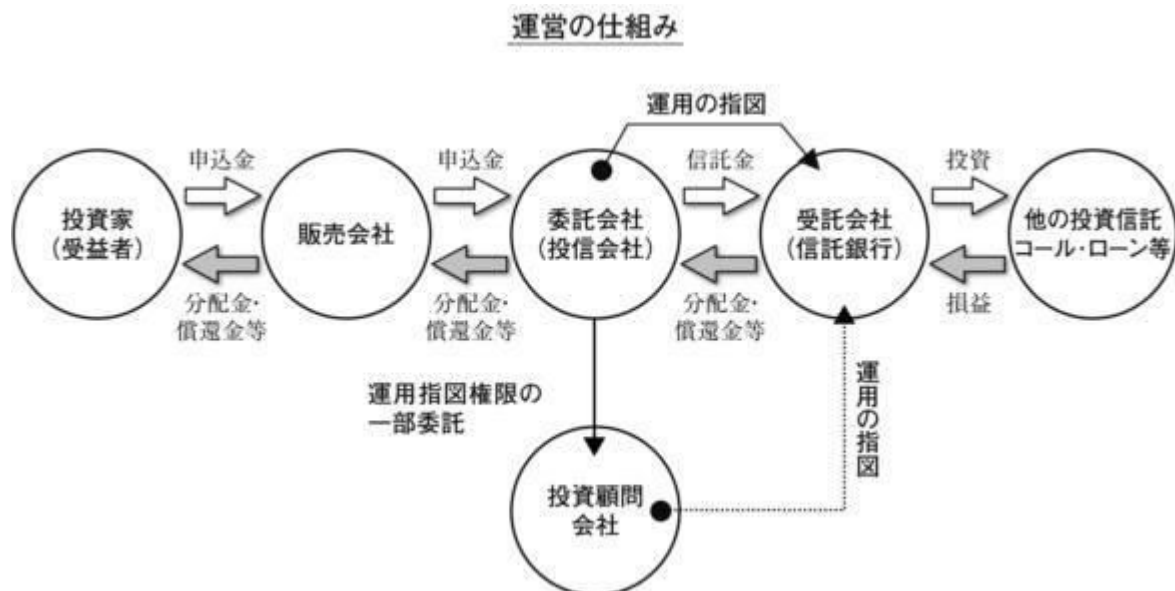 運営の仕組み
運用の指図
申込金
申込金
信託金
投資
投資家
(受益者)
販売会社
委託会社
(投信会社)
受託会社
(信託銀行)
他の投資信託
コール・ローン等
分配金・
償還金等
分配金・
償還金等
分配金・
償還金等
損益
運用指図権限の
一部委託
運用の指図
投資顧問
会社